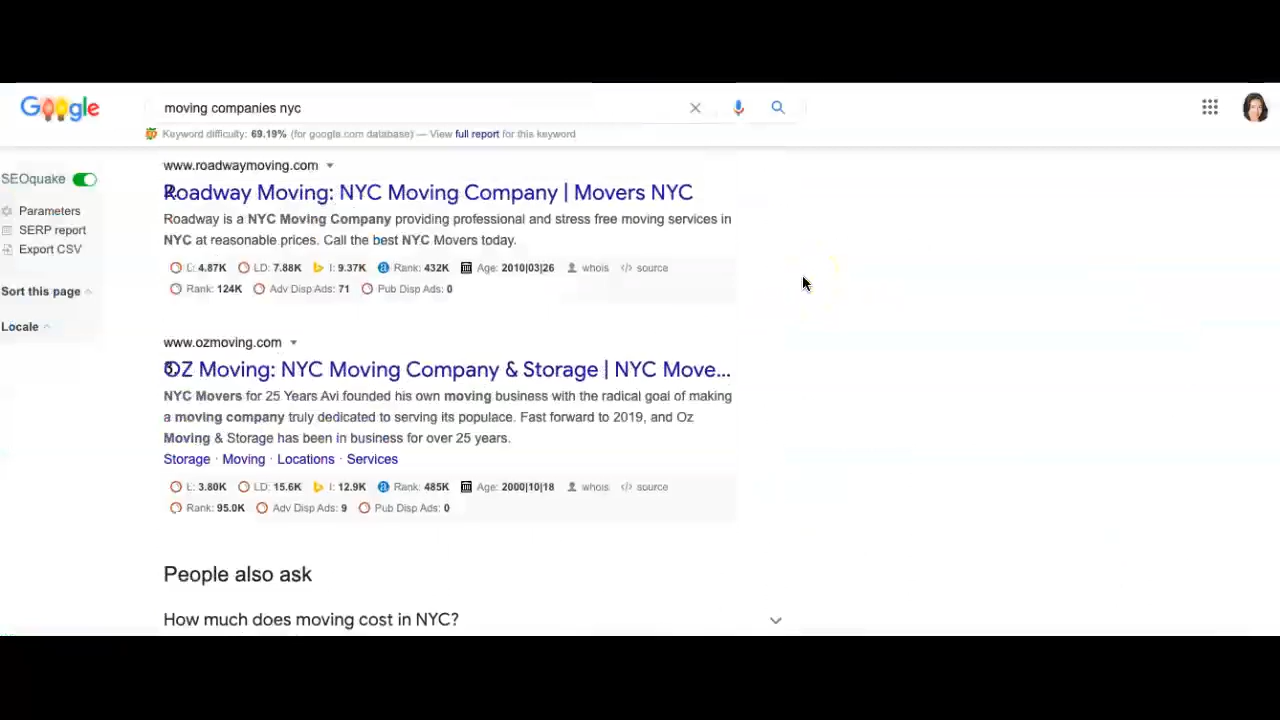 Google
moving companies nyc
Keyword difficulty: 69.19% (for google.com database) — View full report for this keyword
SEOquake
Parameters
SERP report
Export CSV
Sort this page
Locale
www.roadwaymoving.com
2.
Roadway Moving: NYC Moving Company | Movers NYC
Roadway is a NYC Moving Company providing professional and stress free moving services in
NYC at reasonable prices. Call the best NYC Movers today.
L: 4.87K LD: 7.88K I: 9.37K Rank: 432K Age: 2010|03|26 whois </> source
Rank: 124K Adv Disp Ads: 71 Pub Disp Ads: 0
www.ozmoving.com
3.
OZ Moving: NYC Moving Company & Storage | NYC Move...
NYC Movers for 25 Years Avi founded his own moving business with the radical goal of making
a moving company truly dedicated to serving its populace. Fast forward to 2019, and Oz
Moving & Storage has been in business for over 25 years.
Storage · Moving · Locations · Services
L: 3.80K LD: 15.6K I: 12.9K Rank: 485K Age: 2000|10|18 whois </> source
Rank: 95.0K Adv Disp Ads: 9 Pub Disp Ads: 0
People also ask
How much does moving cost in NYC?